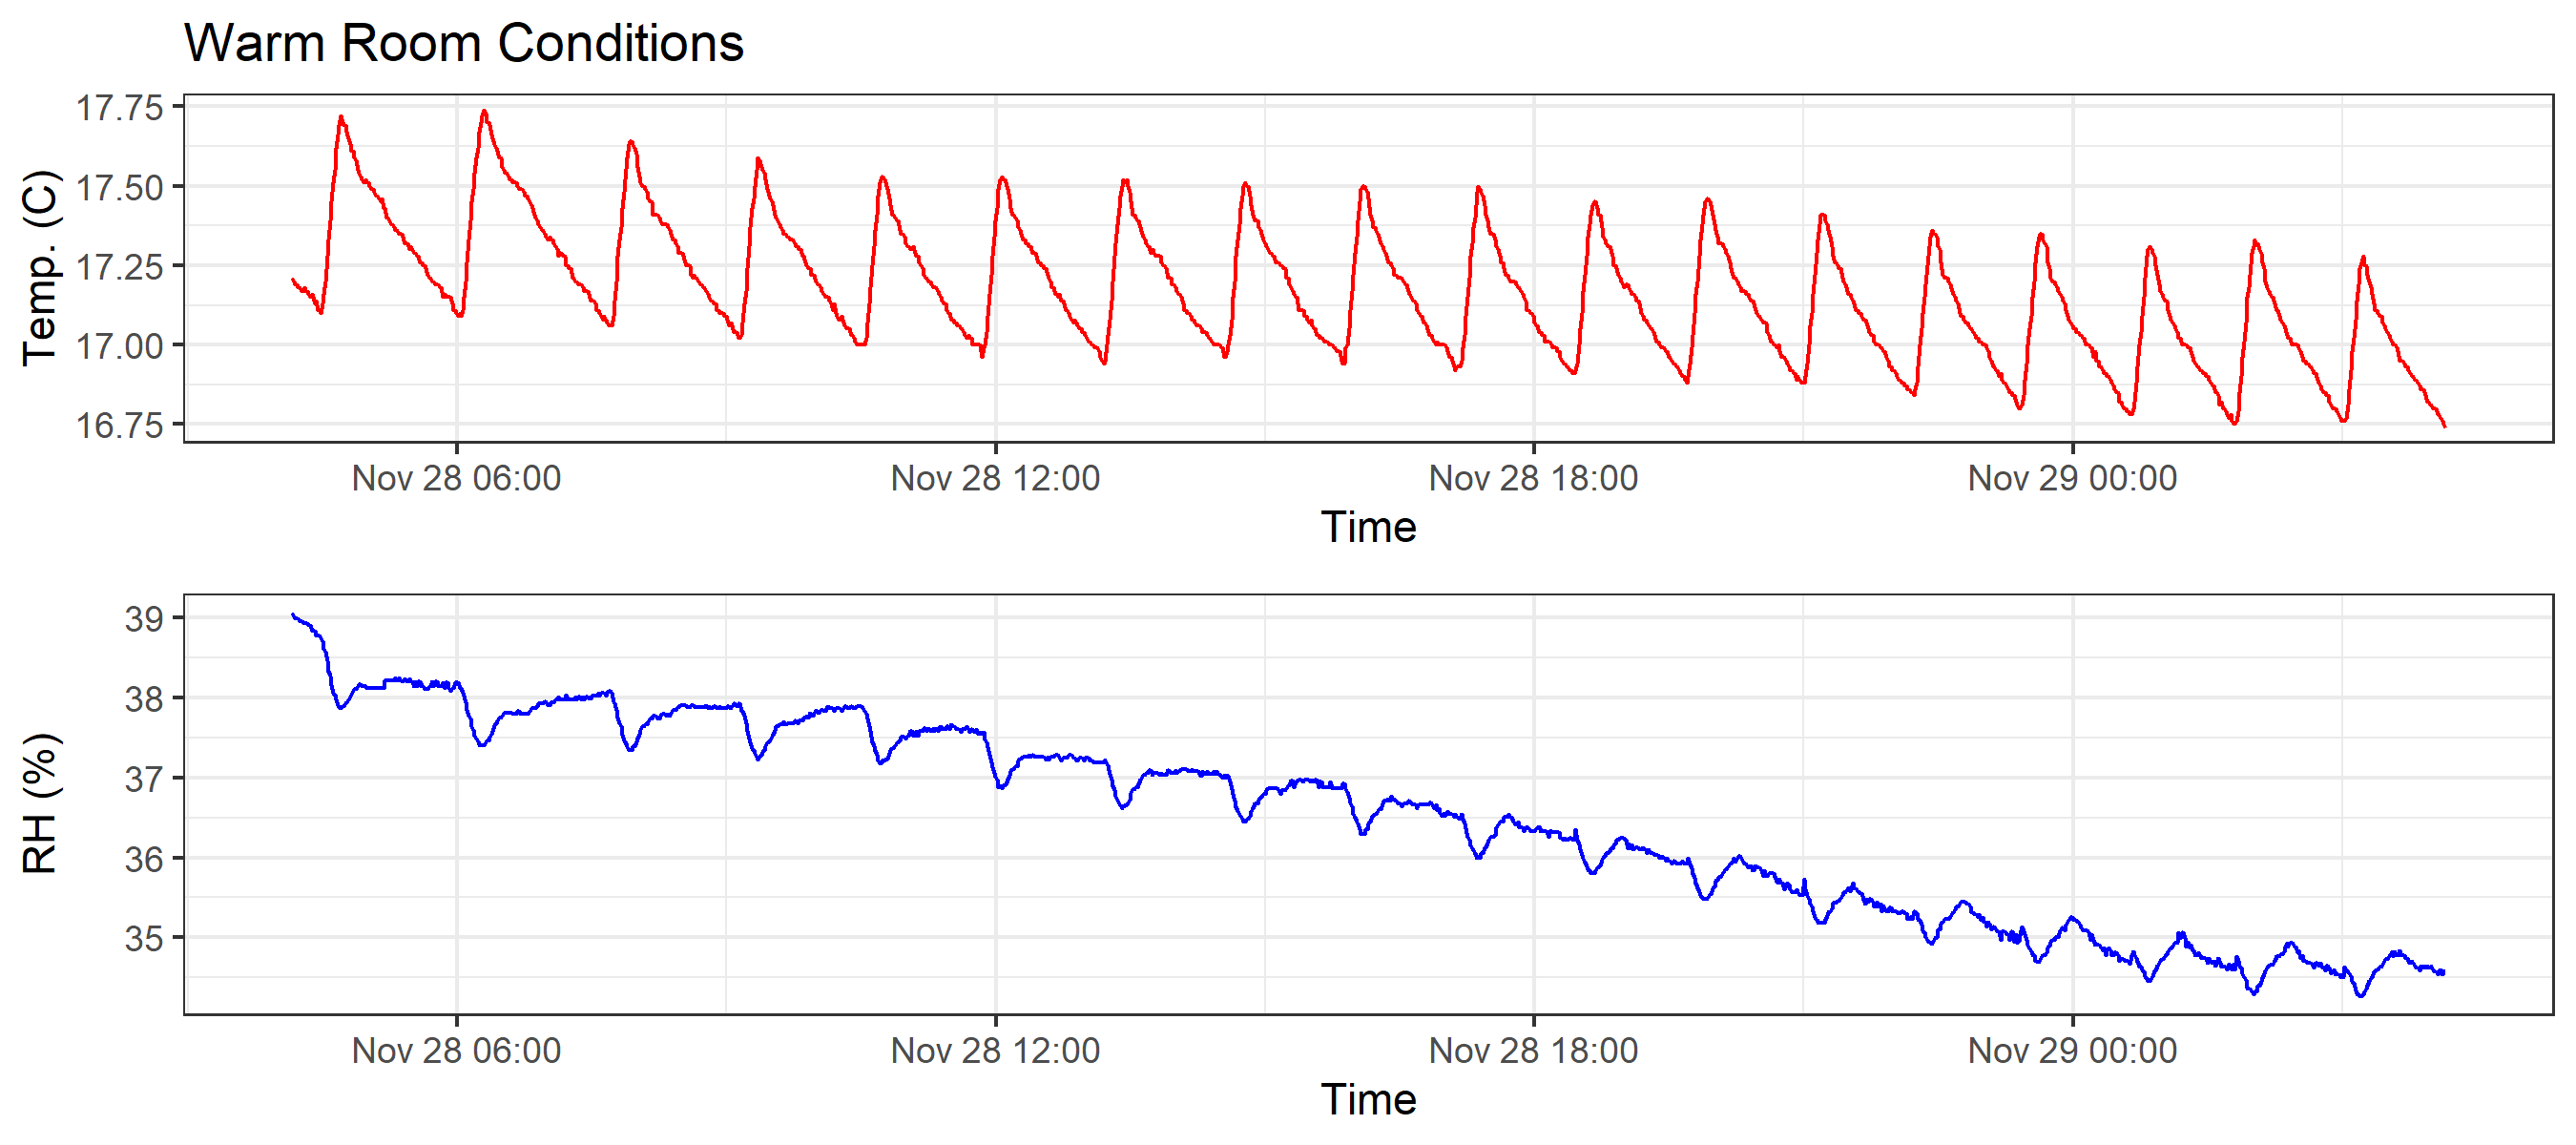 Warm Room Conditions
Temp. (C)
17.75
17.50
17.25
17.00
16.75
Nov 28 06:00 Nov 28 12:00 Nov 28 18:00 Nov 29 00:00
Time
RH (%)
39
38
37
36
35
Nov 28 06:00 Nov 28 12:00 Nov 28 18:00 Nov 29 00:00
Time